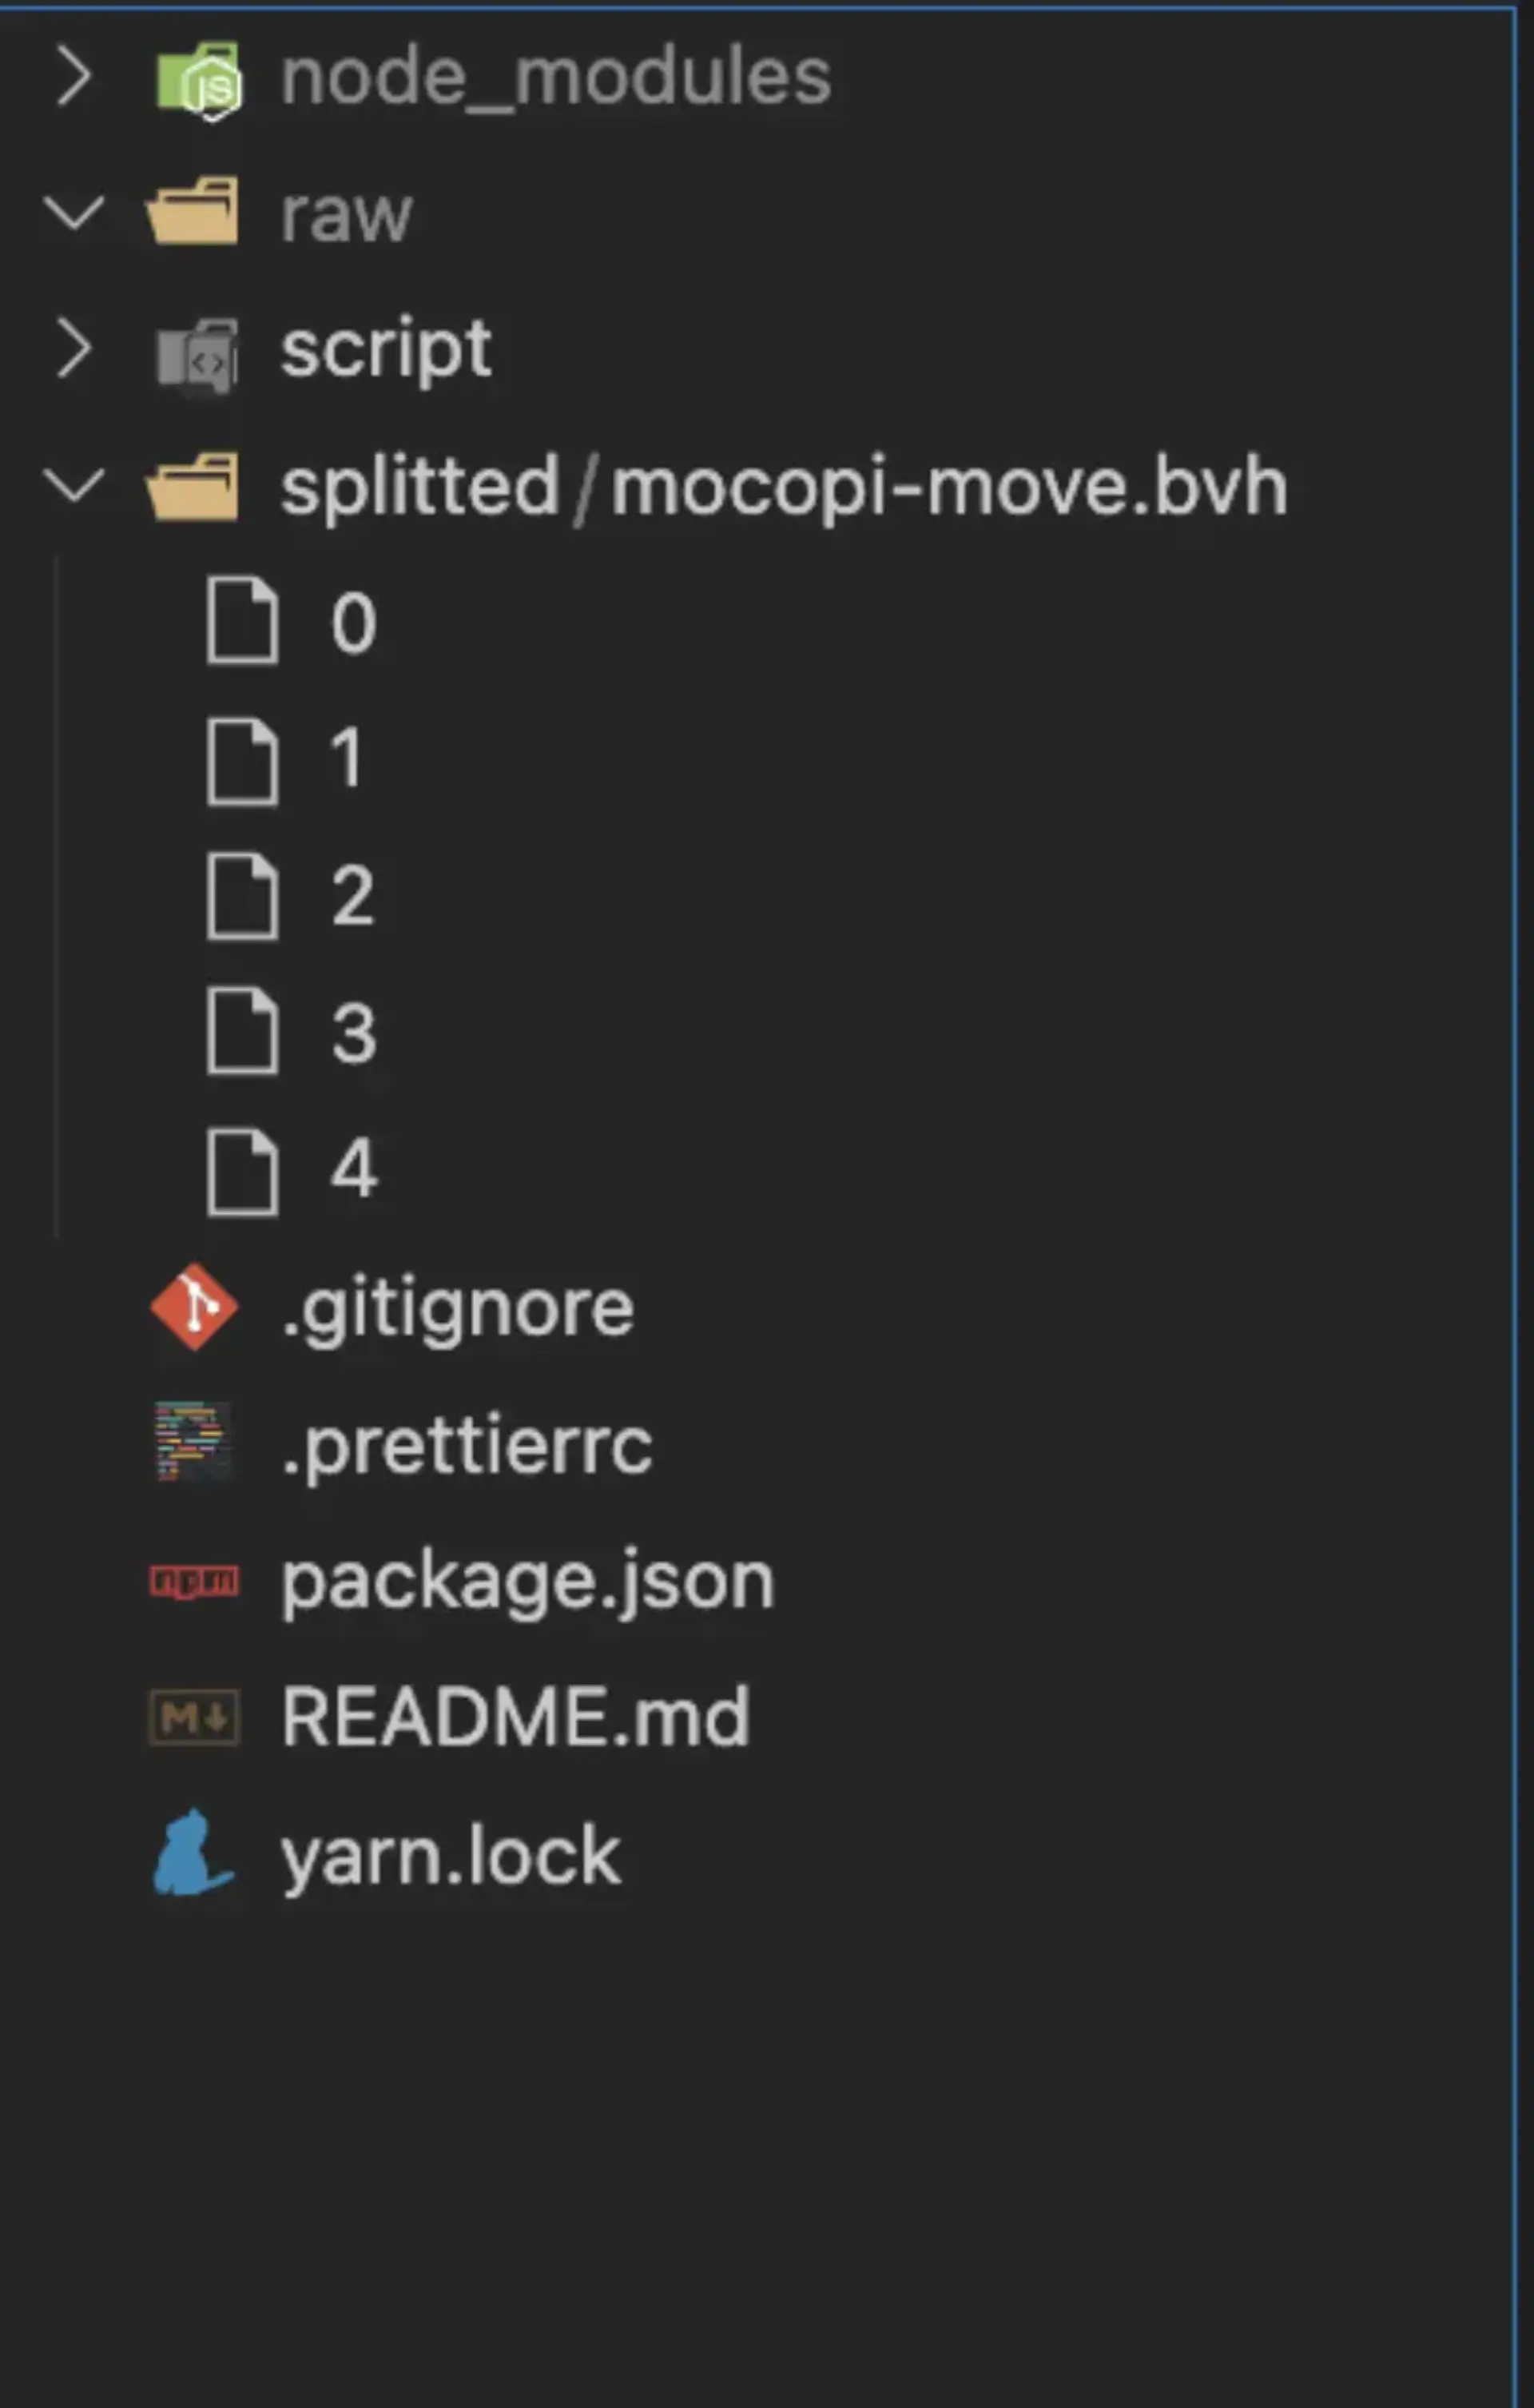 node_modules
raw
script
splitted/mocopi-move.bvh
0
1
2
3
4
.gitignore
.prettierrc
package.json
README.md
yarn.lock